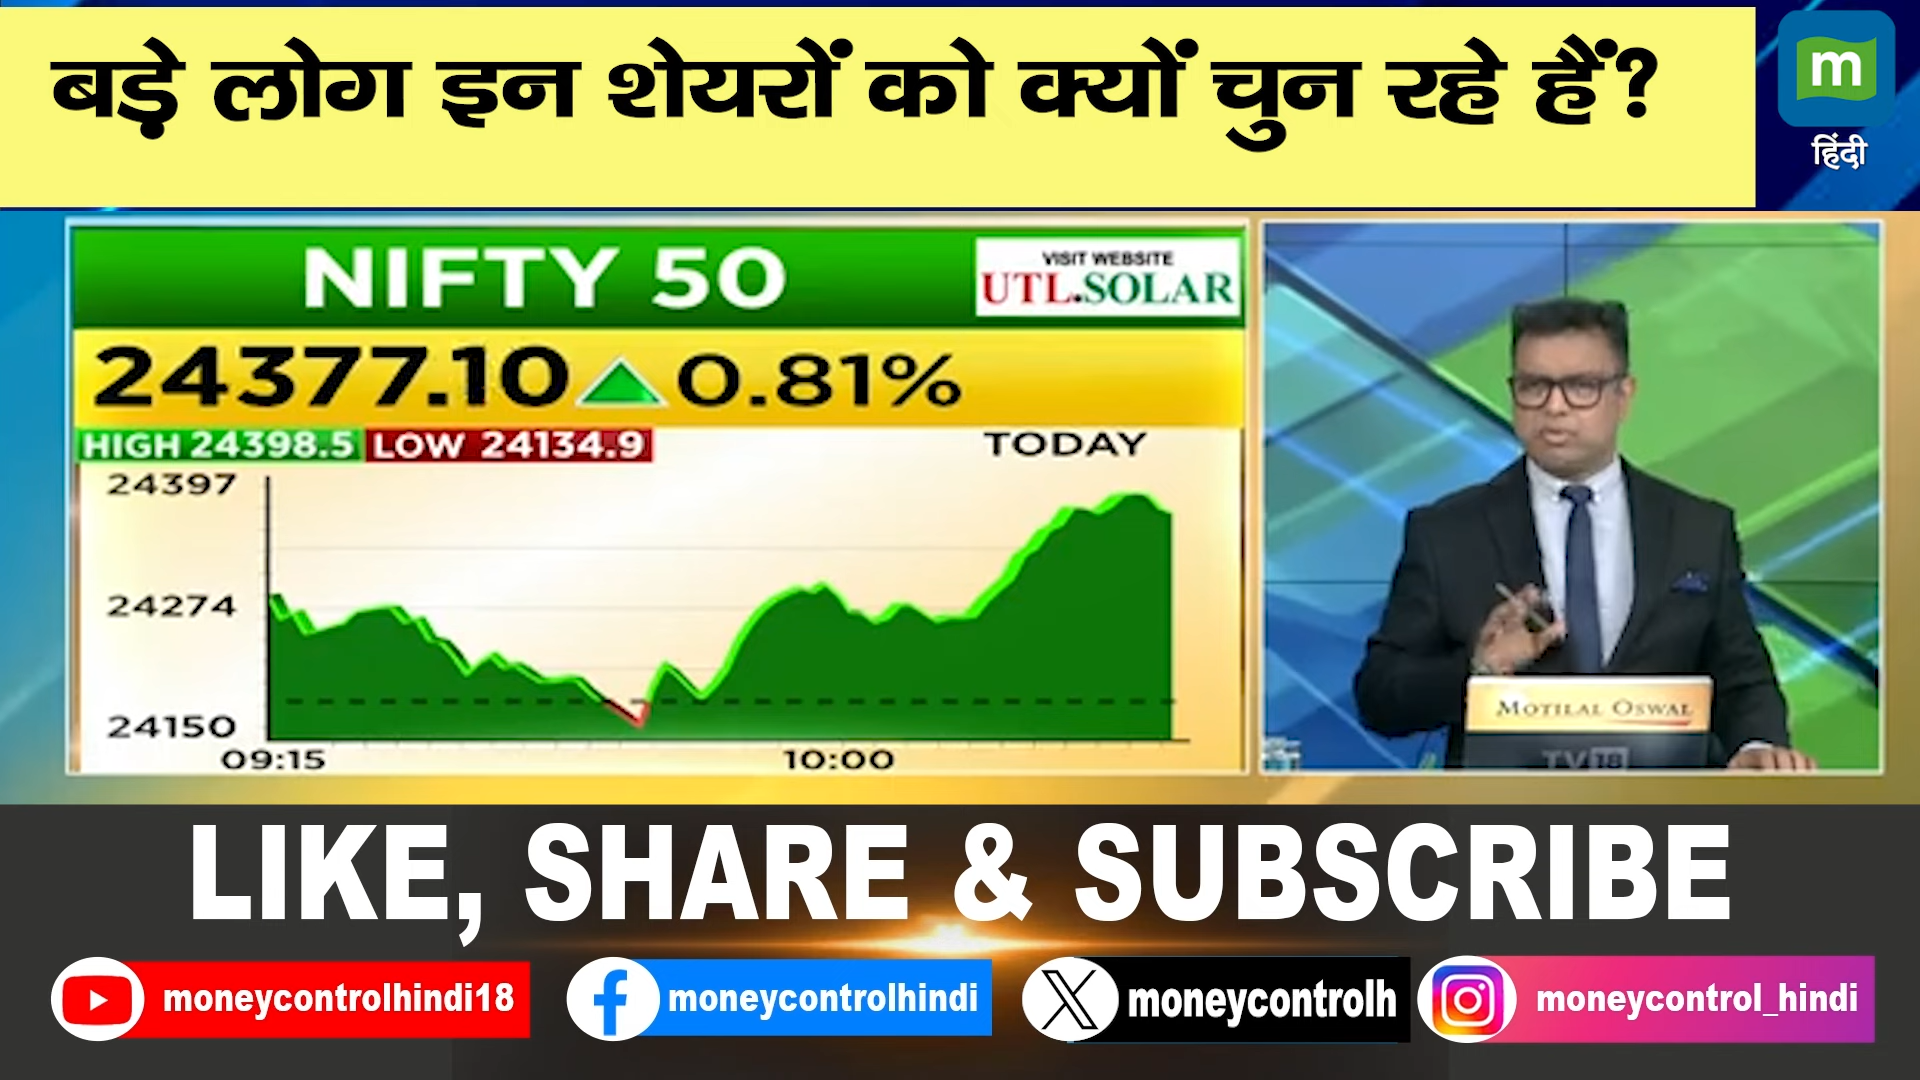 बड़े लोग इन शेयरों को क्यों चुन रहे हैं?
m
हिंदी
NIFTY 50
VISIT WEBSITE
UTL.SOLAR
24377.10 0.81%
HIGH 24398.5 LOW 24134.9
TODAY
24397
24274
24150
09:15 10:00
MOTILAL OSWAL
TV18
LIKE, SHARE & SUBSCRIBE
moneycontrolhindi18
moneycontrolhindi
moneycontrolh
moneycontrol_hindi